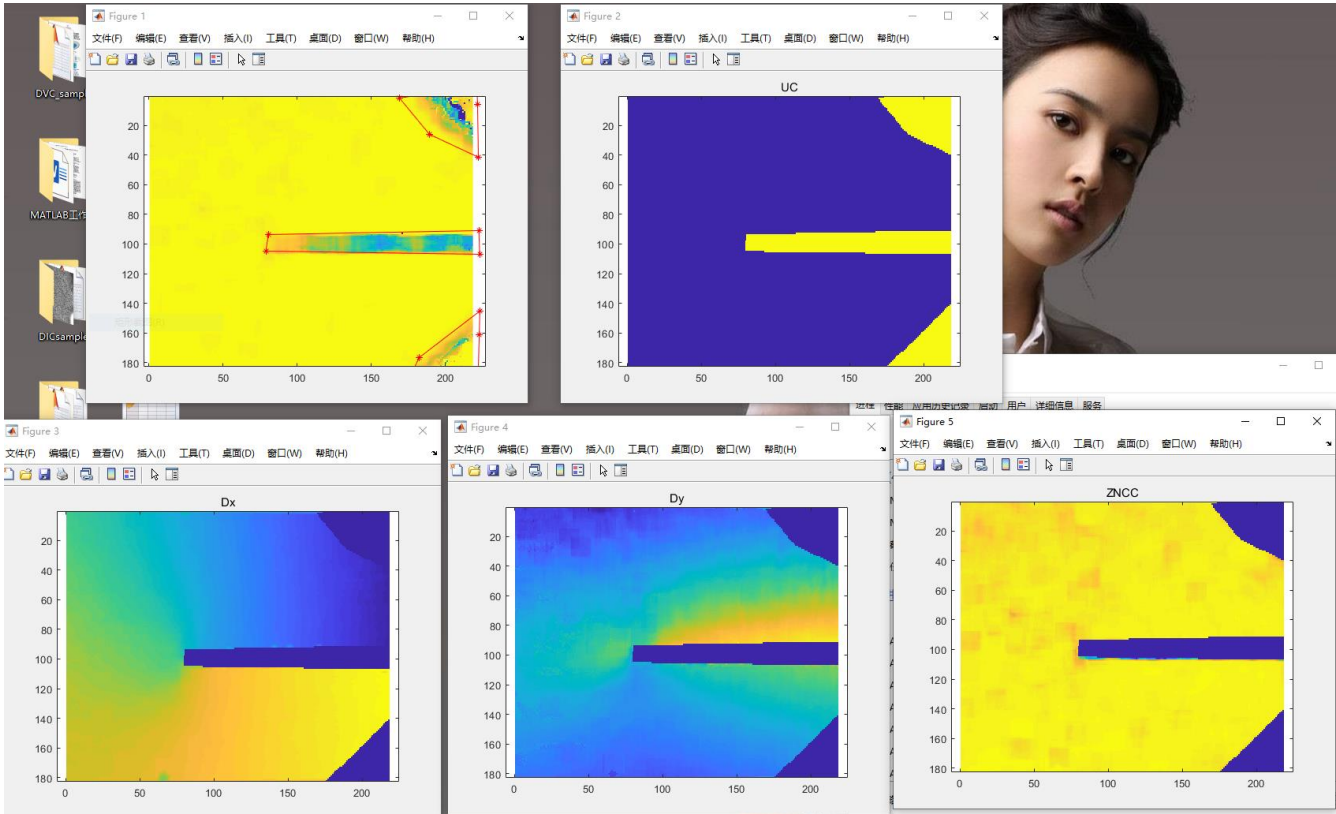 Figure 1
文件(F) 编辑(E) 查看(V) 插入(I) 工具(T) 桌面(D) 窗口(W) 帮助(H)
20
40
60
80
100
120
140
160
180
0 50 100 150 200
Figure 2
文件(F) 编辑(E) 查看(V) 插入(I) 工具(T) 桌面(D) 窗口(W) 帮助(H)
UC
20
40
60
80
100
120
140
160
180
0 50 100 150 200
DVC_sampl
MATLAB工作
DICsample
进程 性能 应用历史记录 启动 用户 详细信息 服务
Figure 3
文件(F) 编辑(E) 查看(V) 插入(I) 工具(T) 桌面(D) 窗口(W) 帮助(H)
Dx
20
40
60
80
100
120
140
160
180
0 50 100 150 200
Figure 4
文件(F) 编辑(E) 查看(V) 插入(I) 工具(T) 桌面(D) 窗口(W) 帮助(H)
Dy
20
40
60
80
100
120
140
160
180
0 50 100 150 200
Figure 5
文件(F) 编辑(E) 查看(V) 插入(I) 工具(T) 桌面(D) 窗口(W) 帮助(H)
ZNCC
20
40
60
80
100
120
140
160
180
0 50 100 150 200